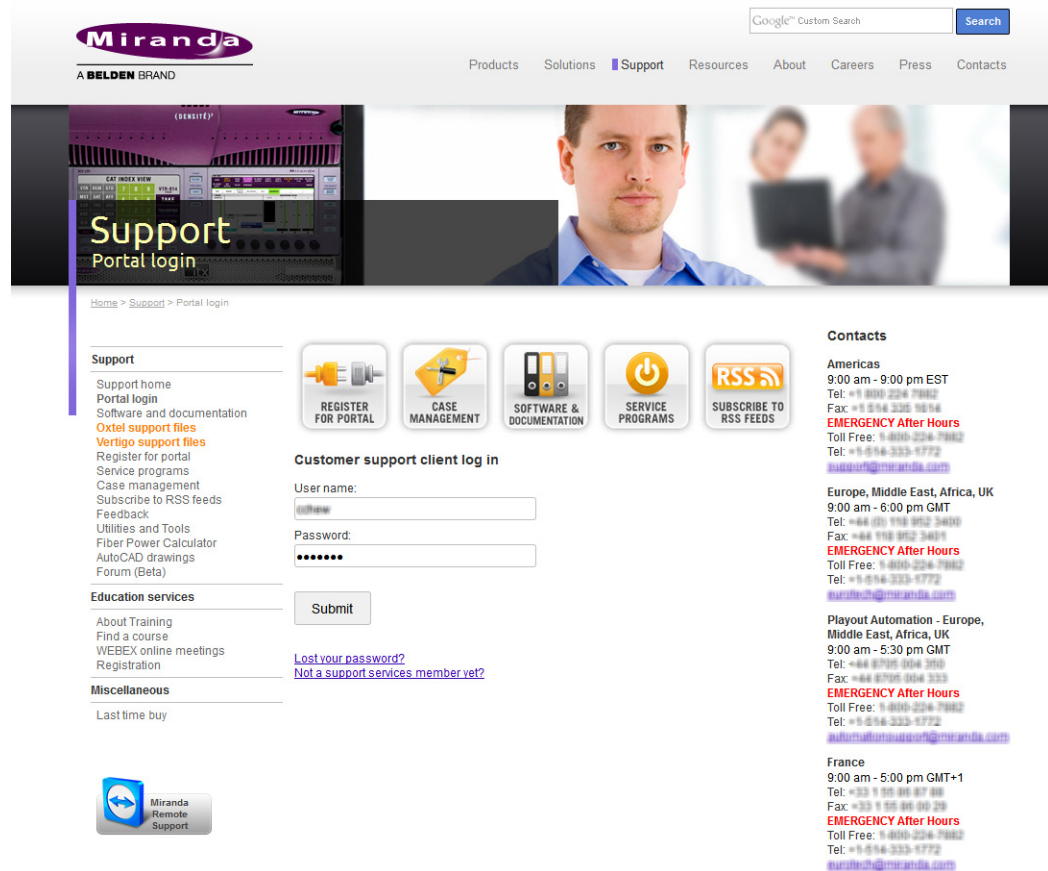 Miranda
A BELDEN BRAND
Google™ Custom Search
Search
Products
Solutions
Support
Resources
About
Careers
Press
Contacts
(DENSITÉ)²
CAT INDEX VIEW
Support
Portal login
Home > Support > Portal login
Support
Support home
Portal login
Software and documentation
Oxtel support files
Vertigo support files
Register for portal
Service programs
Case management
Subscribe to RSS feeds
Feedback
Utilities and Tools
Fiber Power Calculator
AutoCAD drawings
Forum (Beta)
Education services
About Training
Find a course
WEBEX online meetings
Registration
Miscellaneous
Last time buy
Miranda
Remote
Support
REGISTER
FOR PORTAL
CASE
MANAGEMENT
SOFTWARE &
DOCUMENTATION
SERVICE
PROGRAMS
RSS
SUBSCRIBE TO
RSS FEEDS
Customer support client log in
User name:
Password:
•••••••
Submit
Lost your password?
Not a support services member yet?
Contacts
Americas
9:00 am - 9:00 pm EST
Tel:
Fax:
EMERGENCY After Hours
Toll Free:
Tel:
Europe, Middle East, Africa, UK
9:00 am - 6:00 pm GMT
Tel:
Fax:
EMERGENCY After Hours
Toll Free:
Tel:
Playout Automation - Europe,
Middle East, Africa, UK
9:00 am - 5:30 pm GMT
Tel:
Fax:
EMERGENCY After Hours
Toll Free:
Tel:
France
9:00 am - 5:00 pm GMT+1
Tel:
Fax:
EMERGENCY After Hours
Toll Free:
Tel: